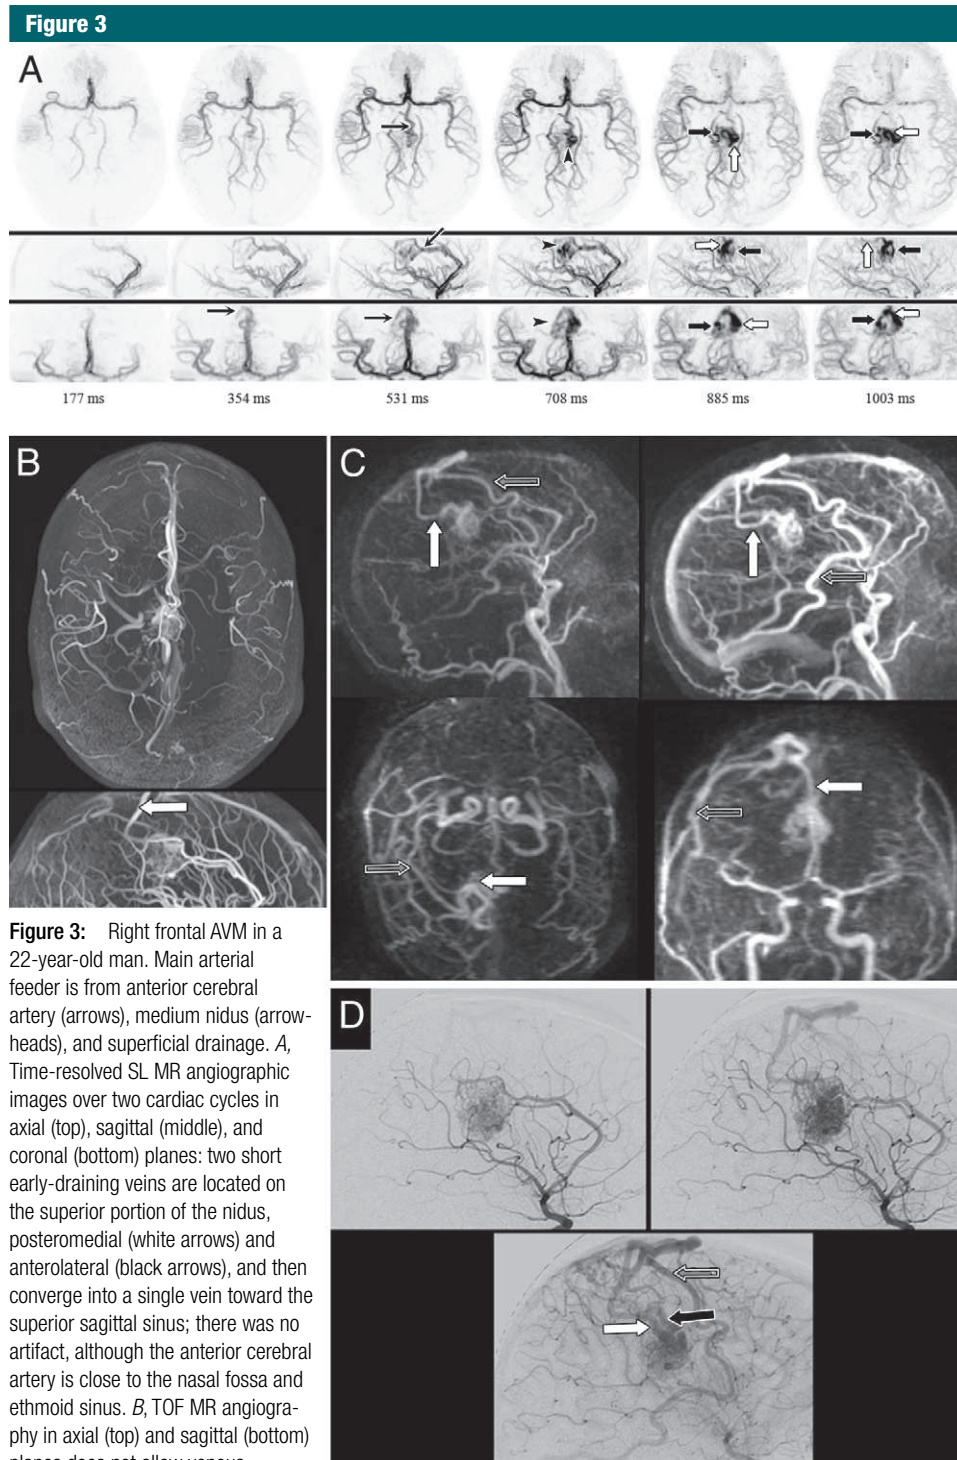 Figure 3
A
177 ms
354 ms
531 ms
708 ms
885 ms
1003 ms
B
C
Figure 3: Right frontal AVM in a
22-year-old man. Main arterial
feeder is from anterior cerebral
artery (arrows), medium nidus (arrow-
heads), and superficial drainage. A,
Time-resolved SL MR angiographic
images over two cardiac cycles in
axial (top), sagittal (middle), and
coronal (bottom) planes: two short
early-draining veins are located on
the superior portion of the nidus,
posteromedial (white arrows) and
anterolateral (black arrows), and then
converge into a single vein toward the
superior sagittal sinus; there was no
artifact, although the anterior cerebral
artery is close to the nasal fossa and
ethmoid sinus. B, TOF MR angiogra-
phy in axial (top) and sagittal (bottom)
planes does not allow venous
D